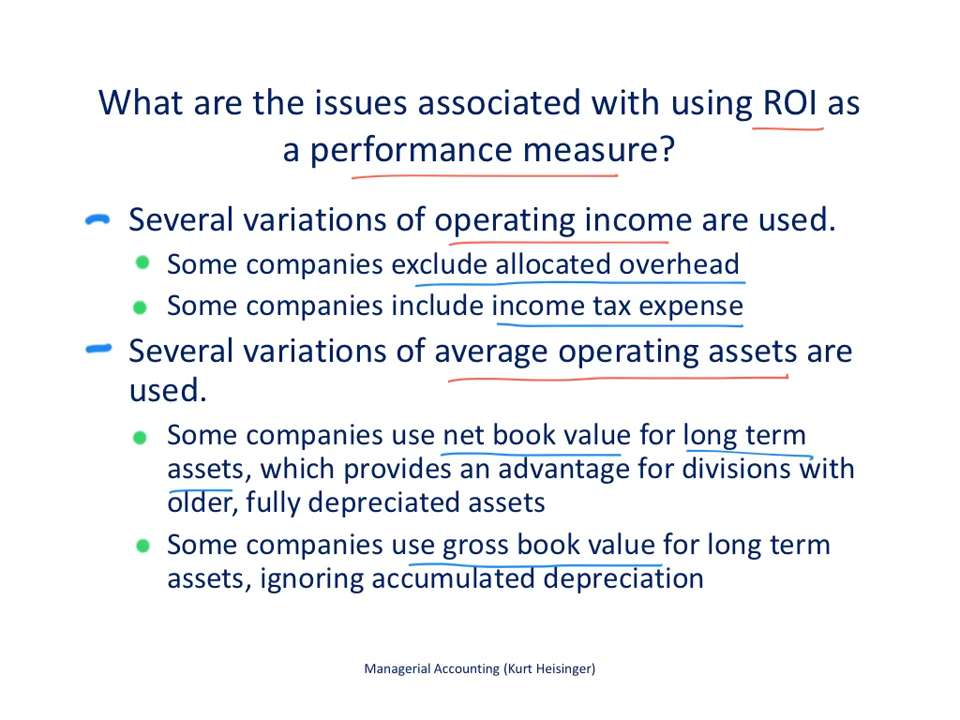 What are the issues associated with using ROI as
a performance measure?
Several variations of operating income are used.
Some companies exclude allocated overhead
Some companies include income tax expense
Several variations of average operating assets are
used.
Some companies use net book value for long term
assets, which provides an advantage for divisions with
older, fully depreciated assets
Some companies use gross book value for long term
assets, ignoring accumulated depreciation
Managerial Accounting (Kurt Heisinger)